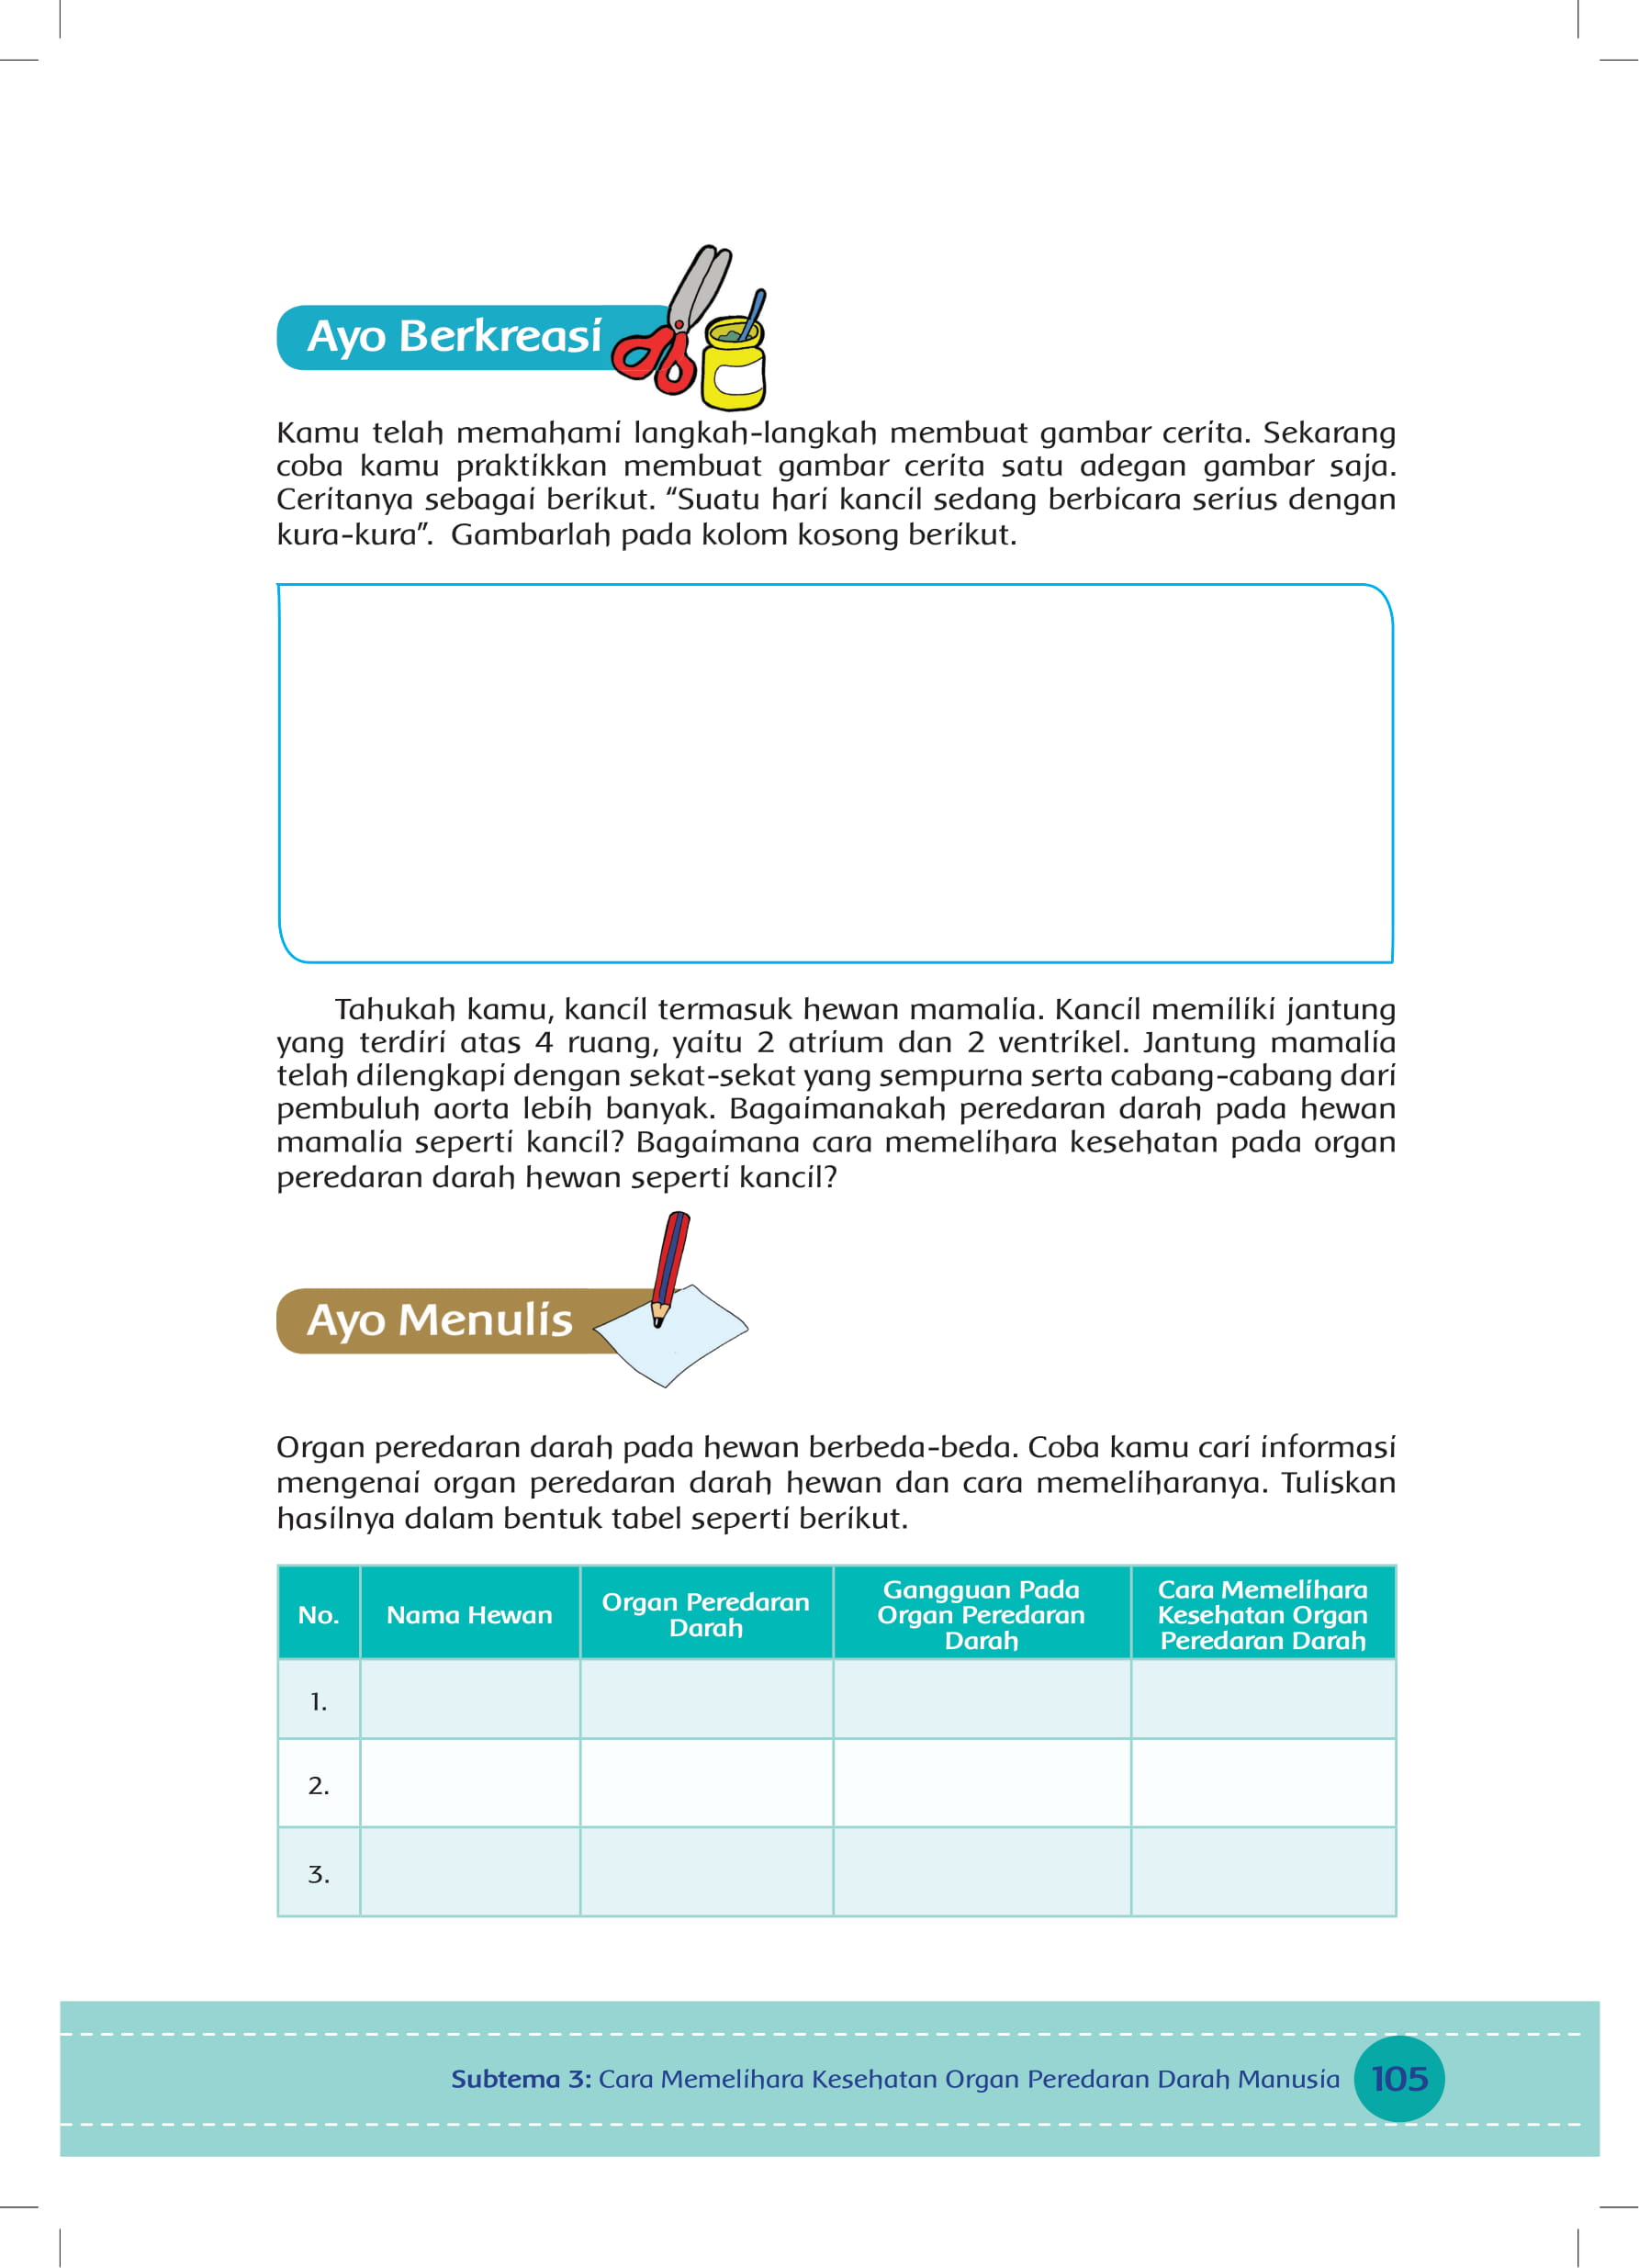 Ayo Berkreasi
Kamu telah memahami langkah-langkah membuat gambar cerita. Sekarang
coba kamu praktikkan membuat gambar cerita satu adegan gambar saja.
Ceritanya sebagai berikut. “Suatu hari kancil sedang berbicara serius dengan
kura-kura”. Gambarlah pada kolom kosong berikut.
Tahukah kamu, kancil termasuk hewan mamalia. Kancil memiliki jantung
yang terdiri atas 4 ruang, yaitu 2 atrium dan 2 ventrikel. Jantung mamalia
telah dilengkapi dengan sekat-sekat yang sempurna serta cabang-cabang dari
pembuluh aorta lebih banyak. Bagaimanakah peredaran darah pada hewan
mamalia seperti kancil? Bagaimana cara memelihara kesehatan pada organ
peredaran darah hewan seperti kancil?
Ayo Menulis
Organ peredaran darah pada hewan berbeda-beda. Coba kamu cari informasi
mengenai organ peredaran darah hewan dan cara memeliharanya. Tuliskan
hasilnya dalam bentuk tabel seperti berikut.
No.
Nama Hewan
Organ Peredaran
Darah
Gangguan Pada
Organ Peredaran
Darah
Cara Memelihara
Kesehatan Organ
Peredaran Darah
1.
2.
3.
Subtema 3: Cara Memelihara Kesehatan Organ Peredaran Darah Manusia
105